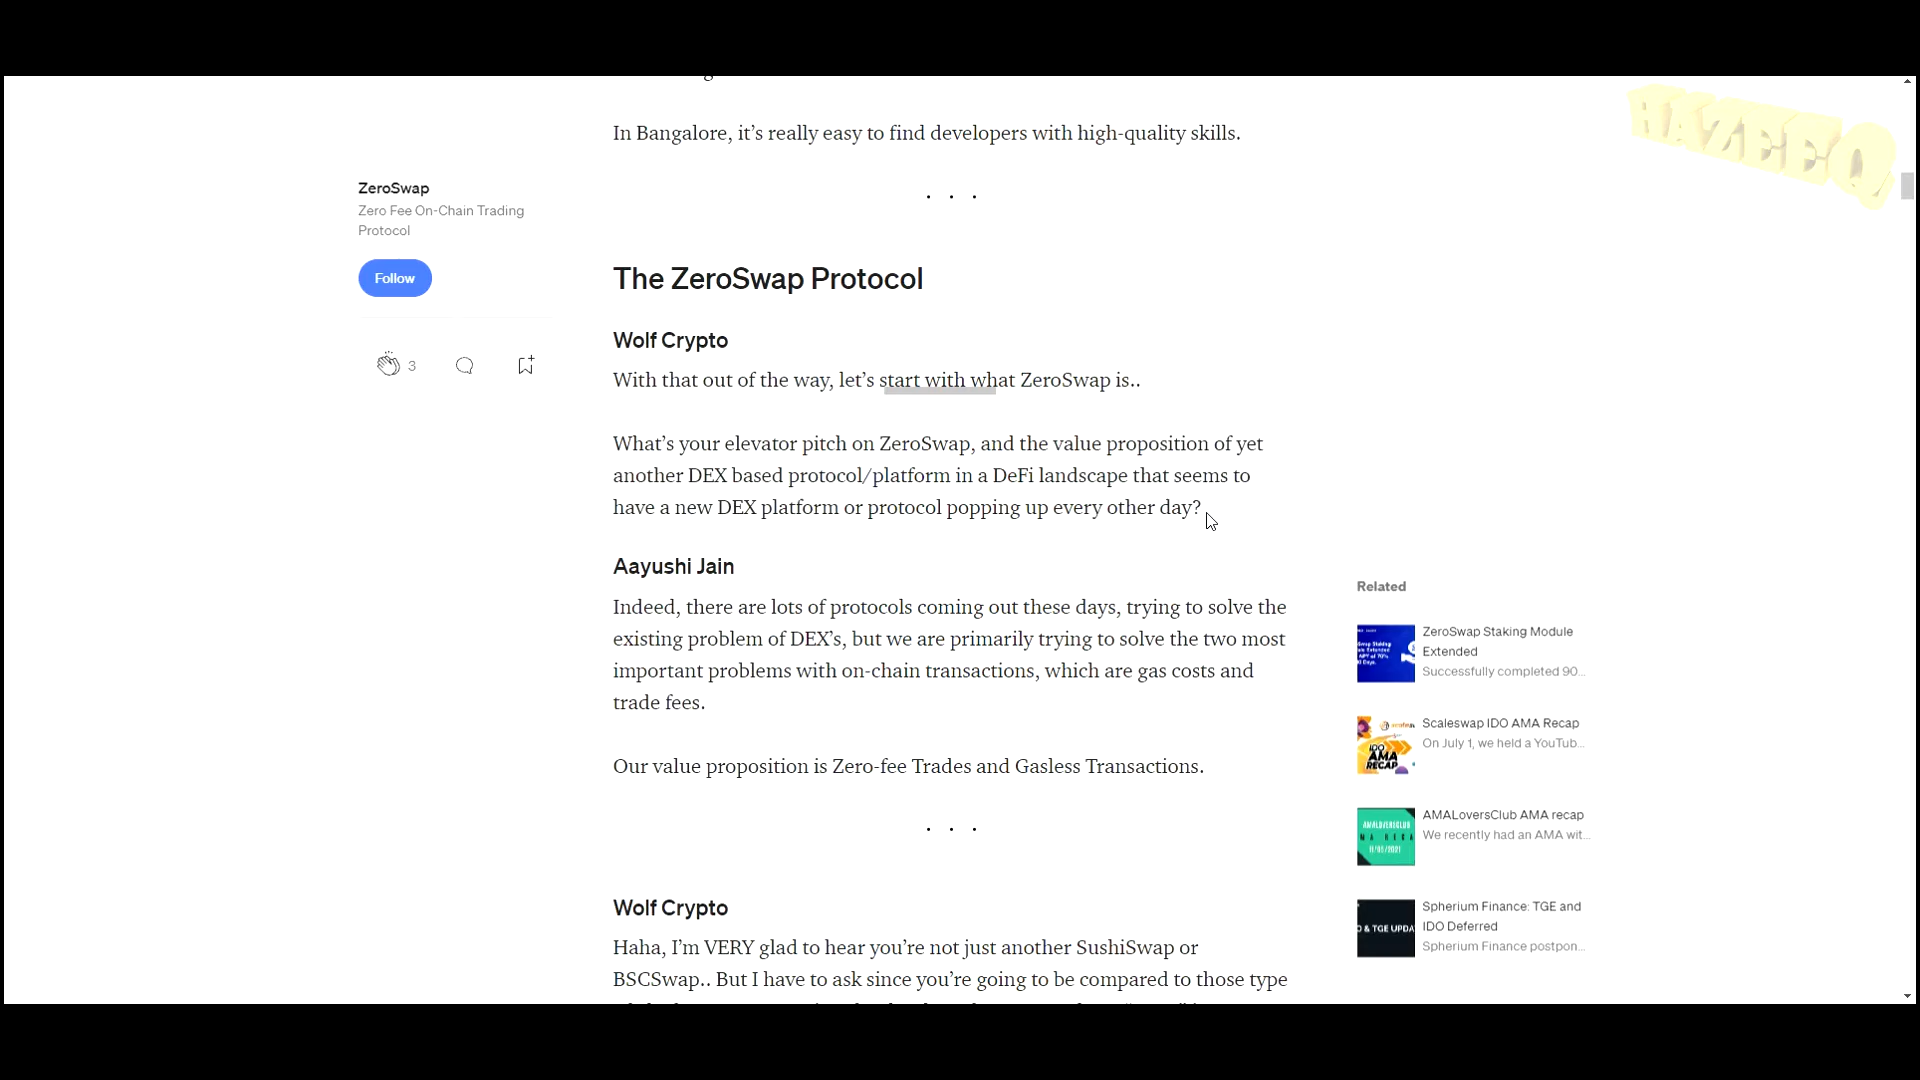 HAZEEQ
In Bangalore, it’s really easy to find developers with high-quality skills.
. . .
ZeroSwap
Zero Fee On-Chain Trading
Protocol
Follow
3
The ZeroSwap Protocol
Wolf Crypto
With that out of the way, let’s start with what ZeroSwap is..
What’s your elevator pitch on ZeroSwap, and the value proposition of yet
another DEX based protocol/platform in a DeFi landscape that seems to
have a new DEX platform or protocol popping up every other day?
Aayushi Jain
Indeed, there are lots of protocols coming out these days, trying to solve the
existing problem of DEX’s, but we are primarily trying to solve the two most
important problems with on-chain transactions, which are gas costs and
trade fees.
Our value proposition is Zero-fee Trades and Gasless Transactions.
. . .
Wolf Crypto
Haha, I’m VERY glad to hear you’re not just another SushiSwap or
BSCSwap.. But I have to ask since you’re going to be compared to those type
Related
ZeroSwap Staking Module
Extended
Successfully completed 90...
Scaleswap IDO AMA Recap
On July 1, we held a YouTub...
IDO
AMA
RECAP
AMALoversClub AMA recap
We recently had an AMA wit...
AMALOVERSCLUB
Spherium Finance: TGE and
IDO Deferred
Spherium Finance postpon...
O & TGE UPDA